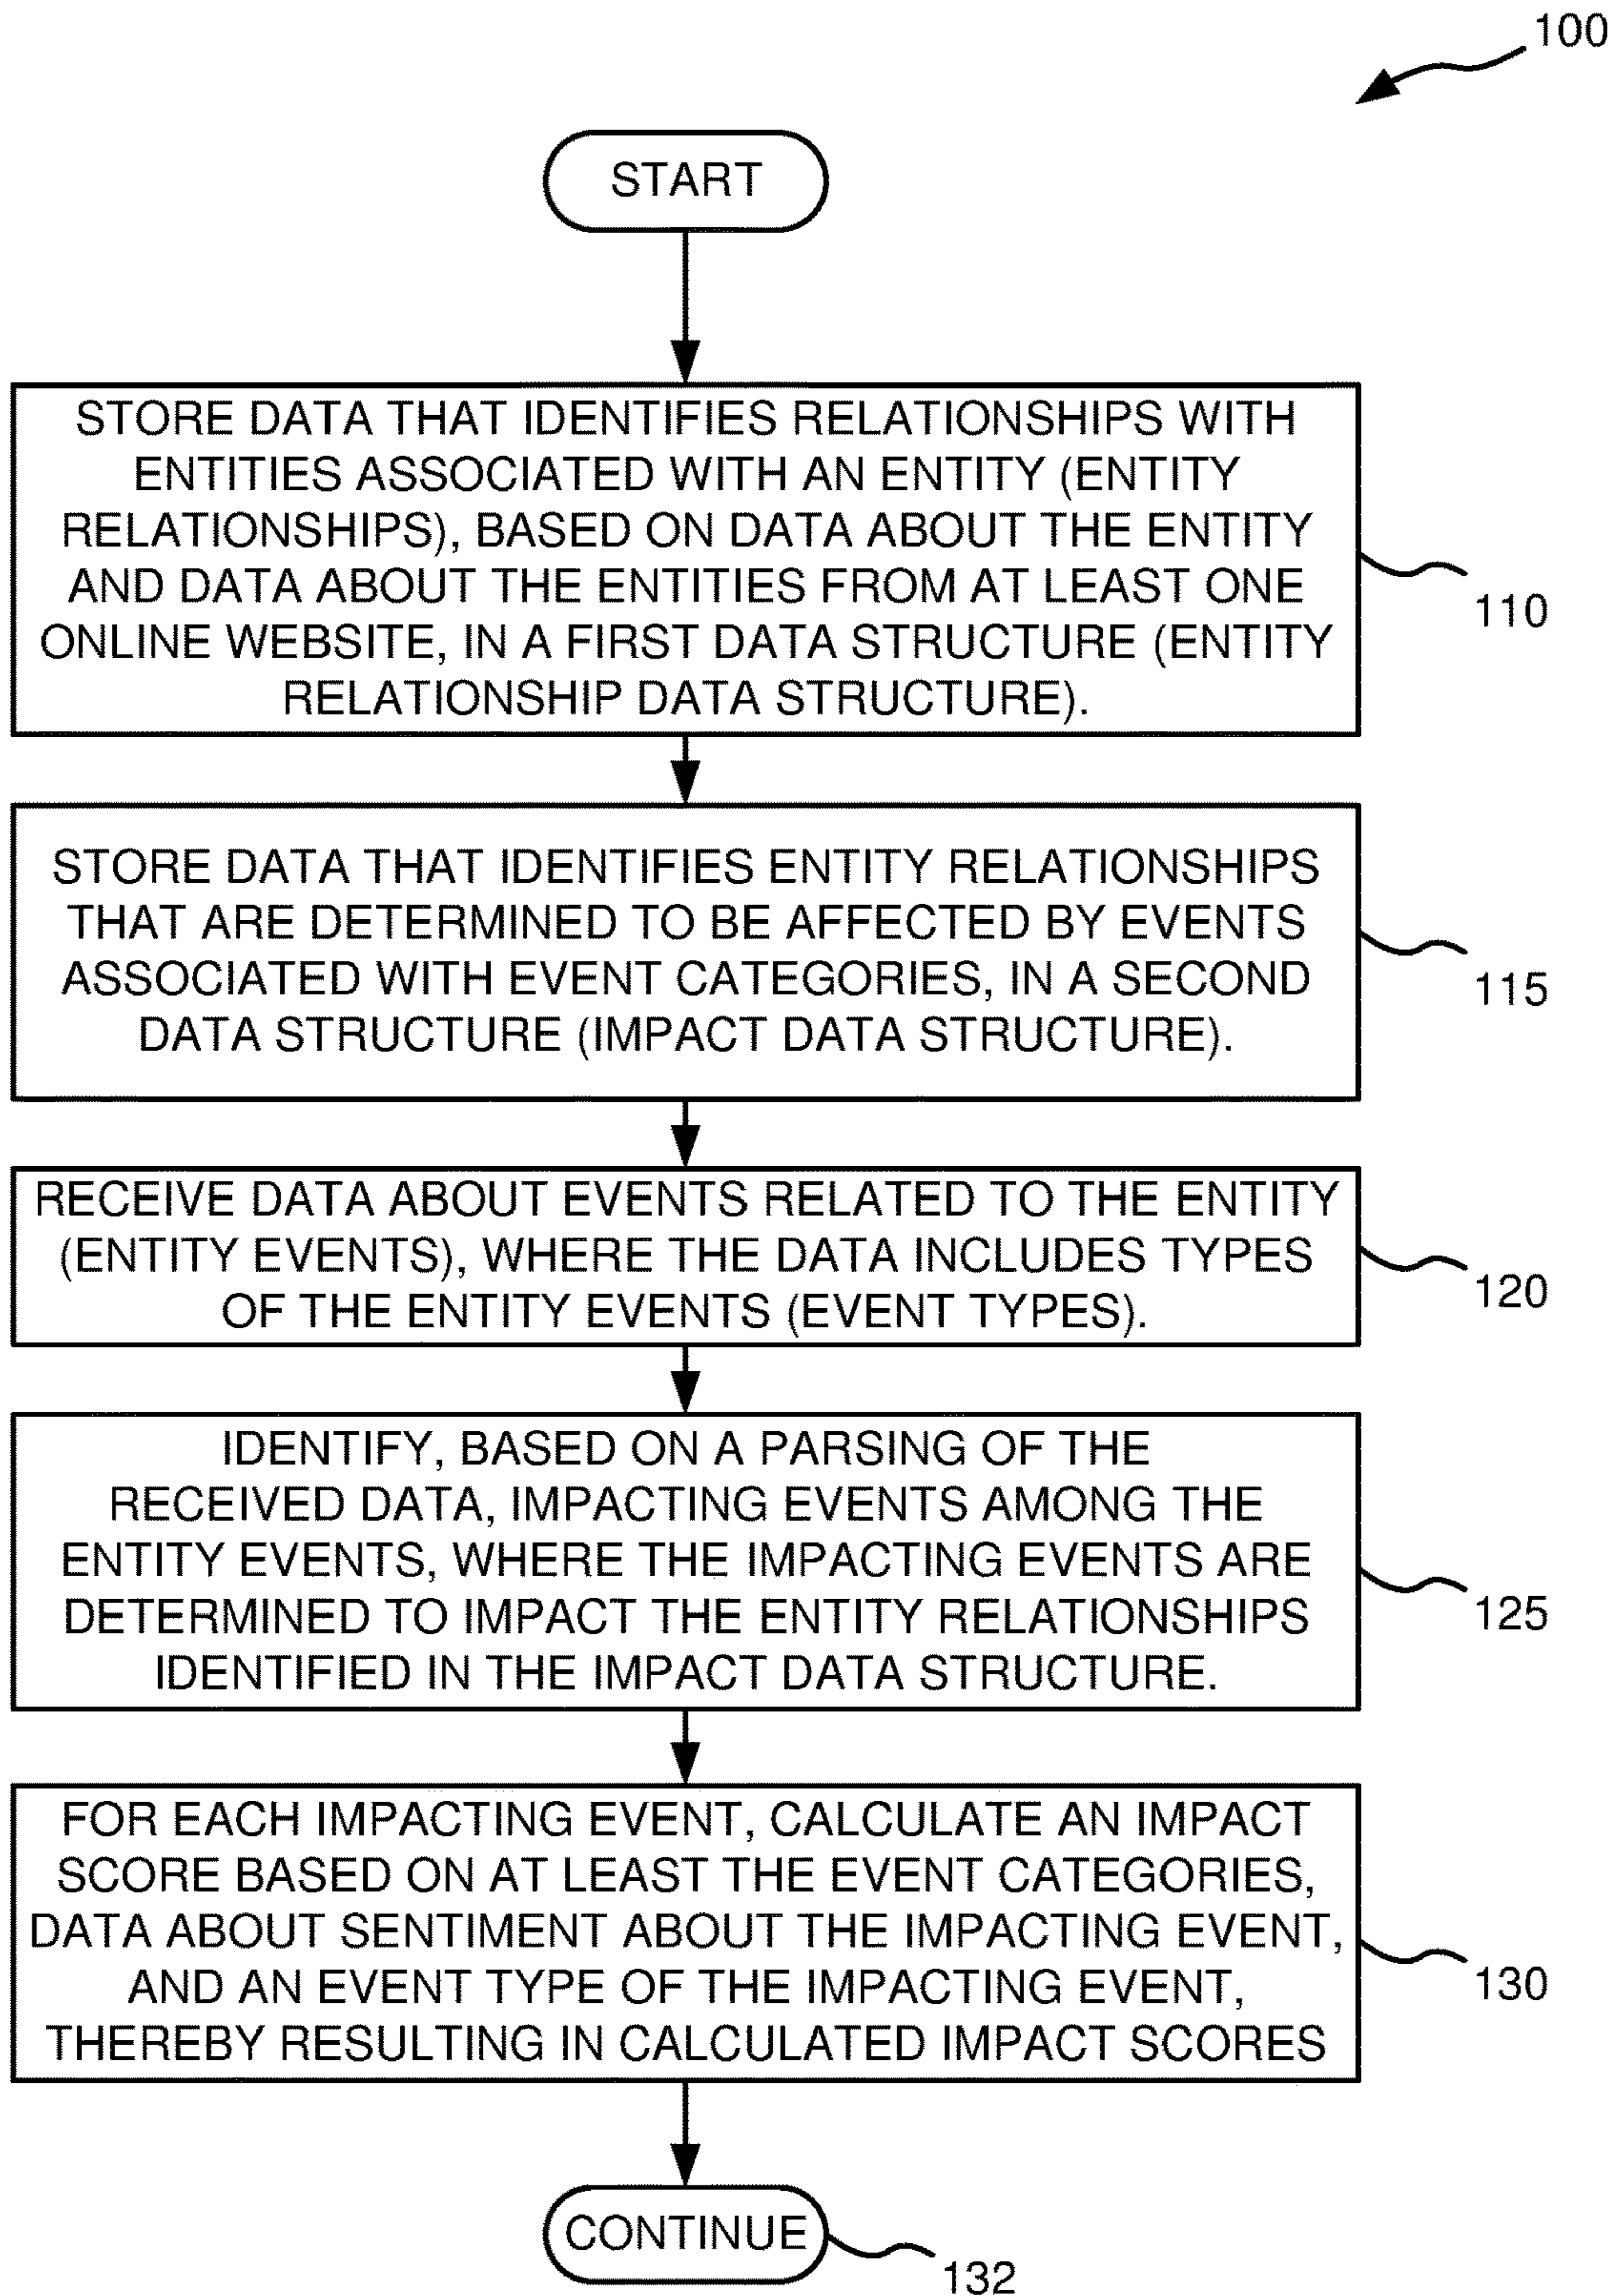 100
START
STORE DATA THAT IDENTIFIES RELATIONSHIPS WITH
ENTITIES ASSOCIATED WITH AN ENTITY (ENTITY
RELATIONSHIPS), BASED ON DATA ABOUT THE ENTITY
AND DATA ABOUT THE ENTITIES FROM AT LEAST ONE
ONLINE WEBSITE, IN A FIRST DATA STRUCTURE (ENTITY
RELATIONSHIP DATA STRUCTURE).
110
STORE DATA THAT IDENTIFIES ENTITY RELATIONSHIPS
THAT ARE DETERMINED TO BE AFFECTED BY EVENTS
ASSOCIATED WITH EVENT CATEGORIES, IN A SECOND
DATA STRUCTURE (IMPACT DATA STRUCTURE).
115
RECEIVE DATA ABOUT EVENTS RELATED TO THE ENTITY
(ENTITY EVENTS), WHERE THE DATA INCLUDES TYPES
OF THE ENTITY EVENTS (EVENT TYPES).
120
IDENTIFY, BASED ON A PARSING OF THE
RECEIVED DATA, IMPACTING EVENTS AMONG THE
ENTITY EVENTS, WHERE THE IMPACTING EVENTS ARE
DETERMINED TO IMPACT THE ENTITY RELATIONSHIPS
IDENTIFIED IN THE IMPACT DATA STRUCTURE.
125
FOR EACH IMPACTING EVENT, CALCULATE AN IMPACT
SCORE BASED ON AT LEAST THE EVENT CATEGORIES,
DATA ABOUT SENTIMENT ABOUT THE IMPACTING EVENT,
AND AN EVENT TYPE OF THE IMPACTING EVENT,
THEREBY RESULTING IN CALCULATED IMPACT SCORES
130
CONTINUE
132